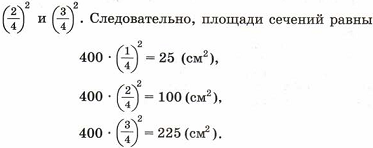 (2/4)² и (3/4)². Следовательно, площади сечений равны
400 · (1/4)² = 25 (см²),
400 · (2/4)² = 100 (см²),
400 · (3/4)² = 225 (см²).